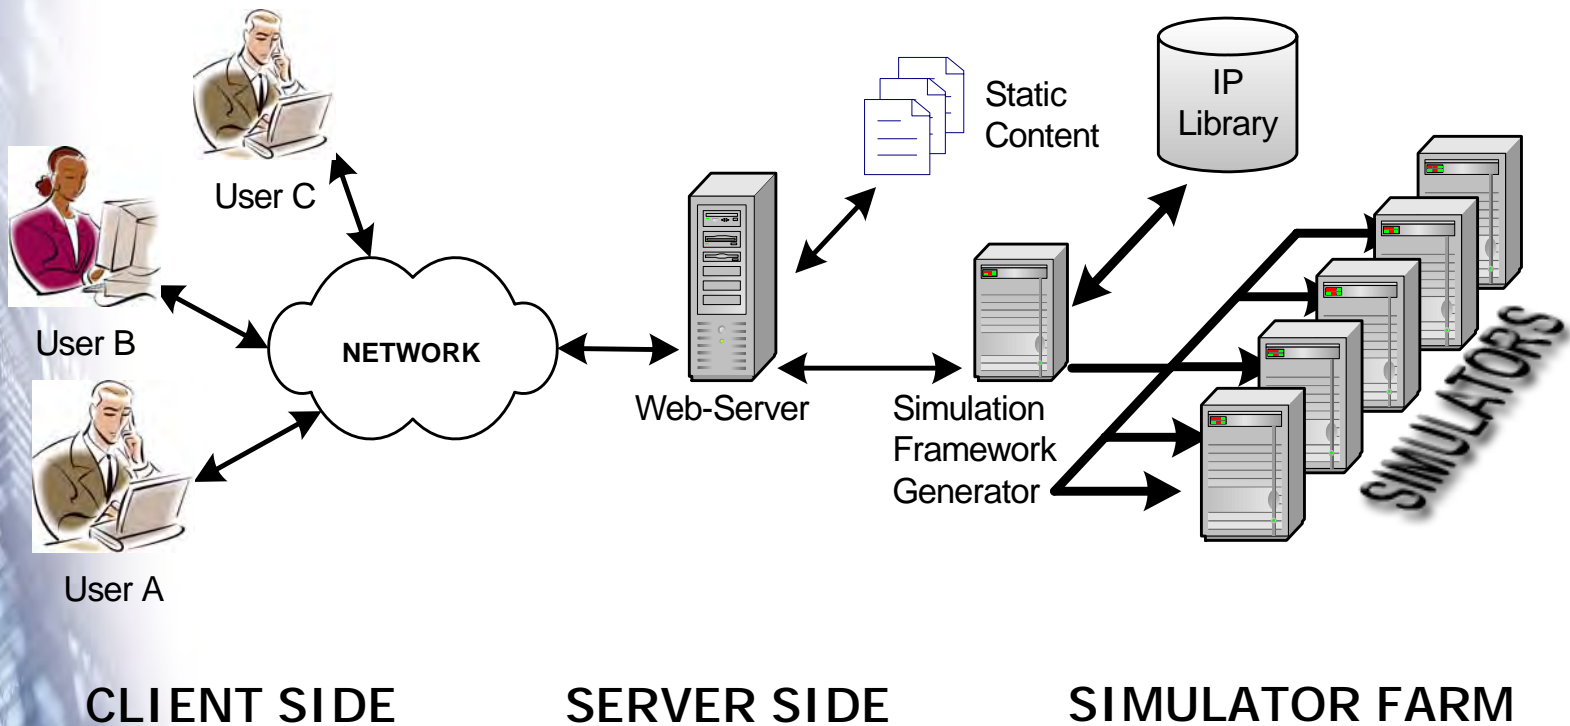 User C
User B
User A
NETWORK
Web-Server
Static
Content
IP
Library
Simulation
Framework
Generator
SIMULATORS
CLIENT SIDE
SERVER SIDE
SIMULATOR FARM